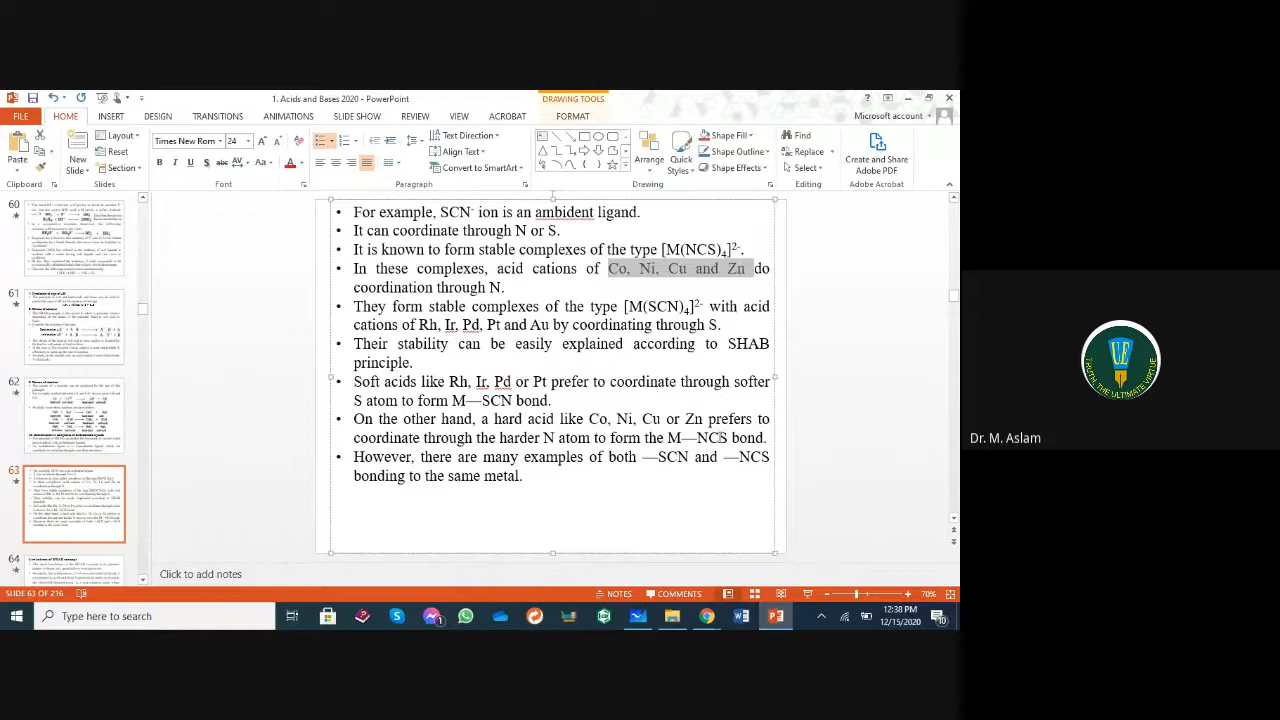 1. Acids and Bases 2020 - PowerPoint
DRAWING TOOLS
FILE HOME INSERT DESIGN TRANSITIONS ANIMATIONS SLIDE SHOW REVIEW VIEW ACROBAT FORMAT Microsoft account
Paste
New Slide
Layout
Reset
Section
Times New Rom 24
Text Direction
Align Text
Convert to SmartArt
Arrange
Quick Styles
Shape Fill
Shape Outline
Shape Effects
Find
Replace
Select
Create and Share Adobe PDF
Clipboard Slides Font Paragraph Drawing Editing Adobe Acrobat
60
61
62
63
64
• For example, SCN⁻ is an ambident ligand.
It can coordinate through N or S.
• It is known to form stable complexes of the type [M(NCS)₄]²⁻.
• In these complexes, with cations of Co, Ni, Cu and Zn do
coordination through N.
• They form stable complexes of the type [M(SCN)₄]²⁻ with acid
cations of Rh, Ir, Pd, Pt and Au by coordinating through S.
• Their stability can be easily explained according to SHAB
principle.
• Soft acids like Rh, Ir, Pd or Pt prefer to coordinate through softer
S atom to form M—SCN bond.
• On the other hand, a hard acid like Co, Ni, Cu or Zn prefers to
coordinate through the harder N atom to form the M—NCS bond.
• However, there are many examples of both —SCN and —NCS
bonding to the same metal.
Click to add notes
SLIDE 63 OF 216
NOTES COMMENTS 70%
Type here to search
12:38 PM
12/15/2020
Dr. M. Aslam
UE
TRUTH THE ULTIMATE VIRTUE